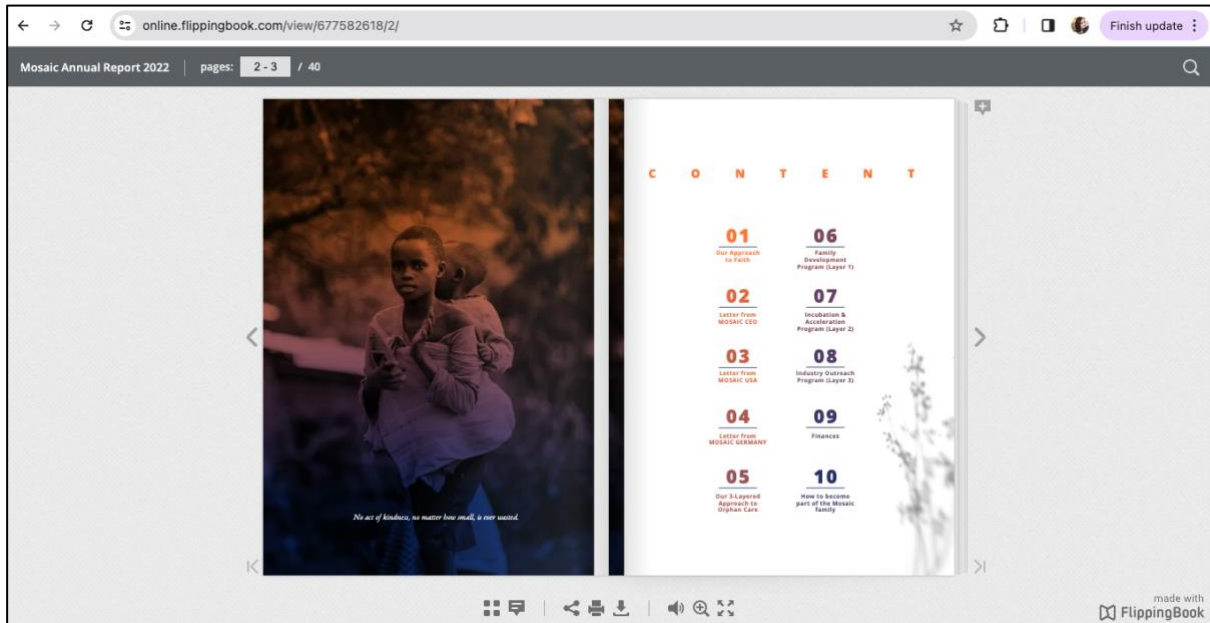 online.flippingbook.com/view/677582618/2/
Finish update
Mosaic Annual Report 2022 | pages: 2 - 3 / 40
No act of kindness, no matter how small, is ever wasted.
CONTENT
01
Our Approach
to Faith
02
Letter from
MOSAIC CEO
03
Letter from
MOSAIC USA
04
Letter from
MOSAIC GERMANY
05
Our 3-Layered
Approach to
Orphan Care
06
Family
Development
Program (Layer 1)
07
Incubation &
Acceleration
Program (Layer 2)
08
Industry Outreach
Program (Layer 3)
09
Finances
10
How to become
part of the Mosaic
family
made with
FlippingBook